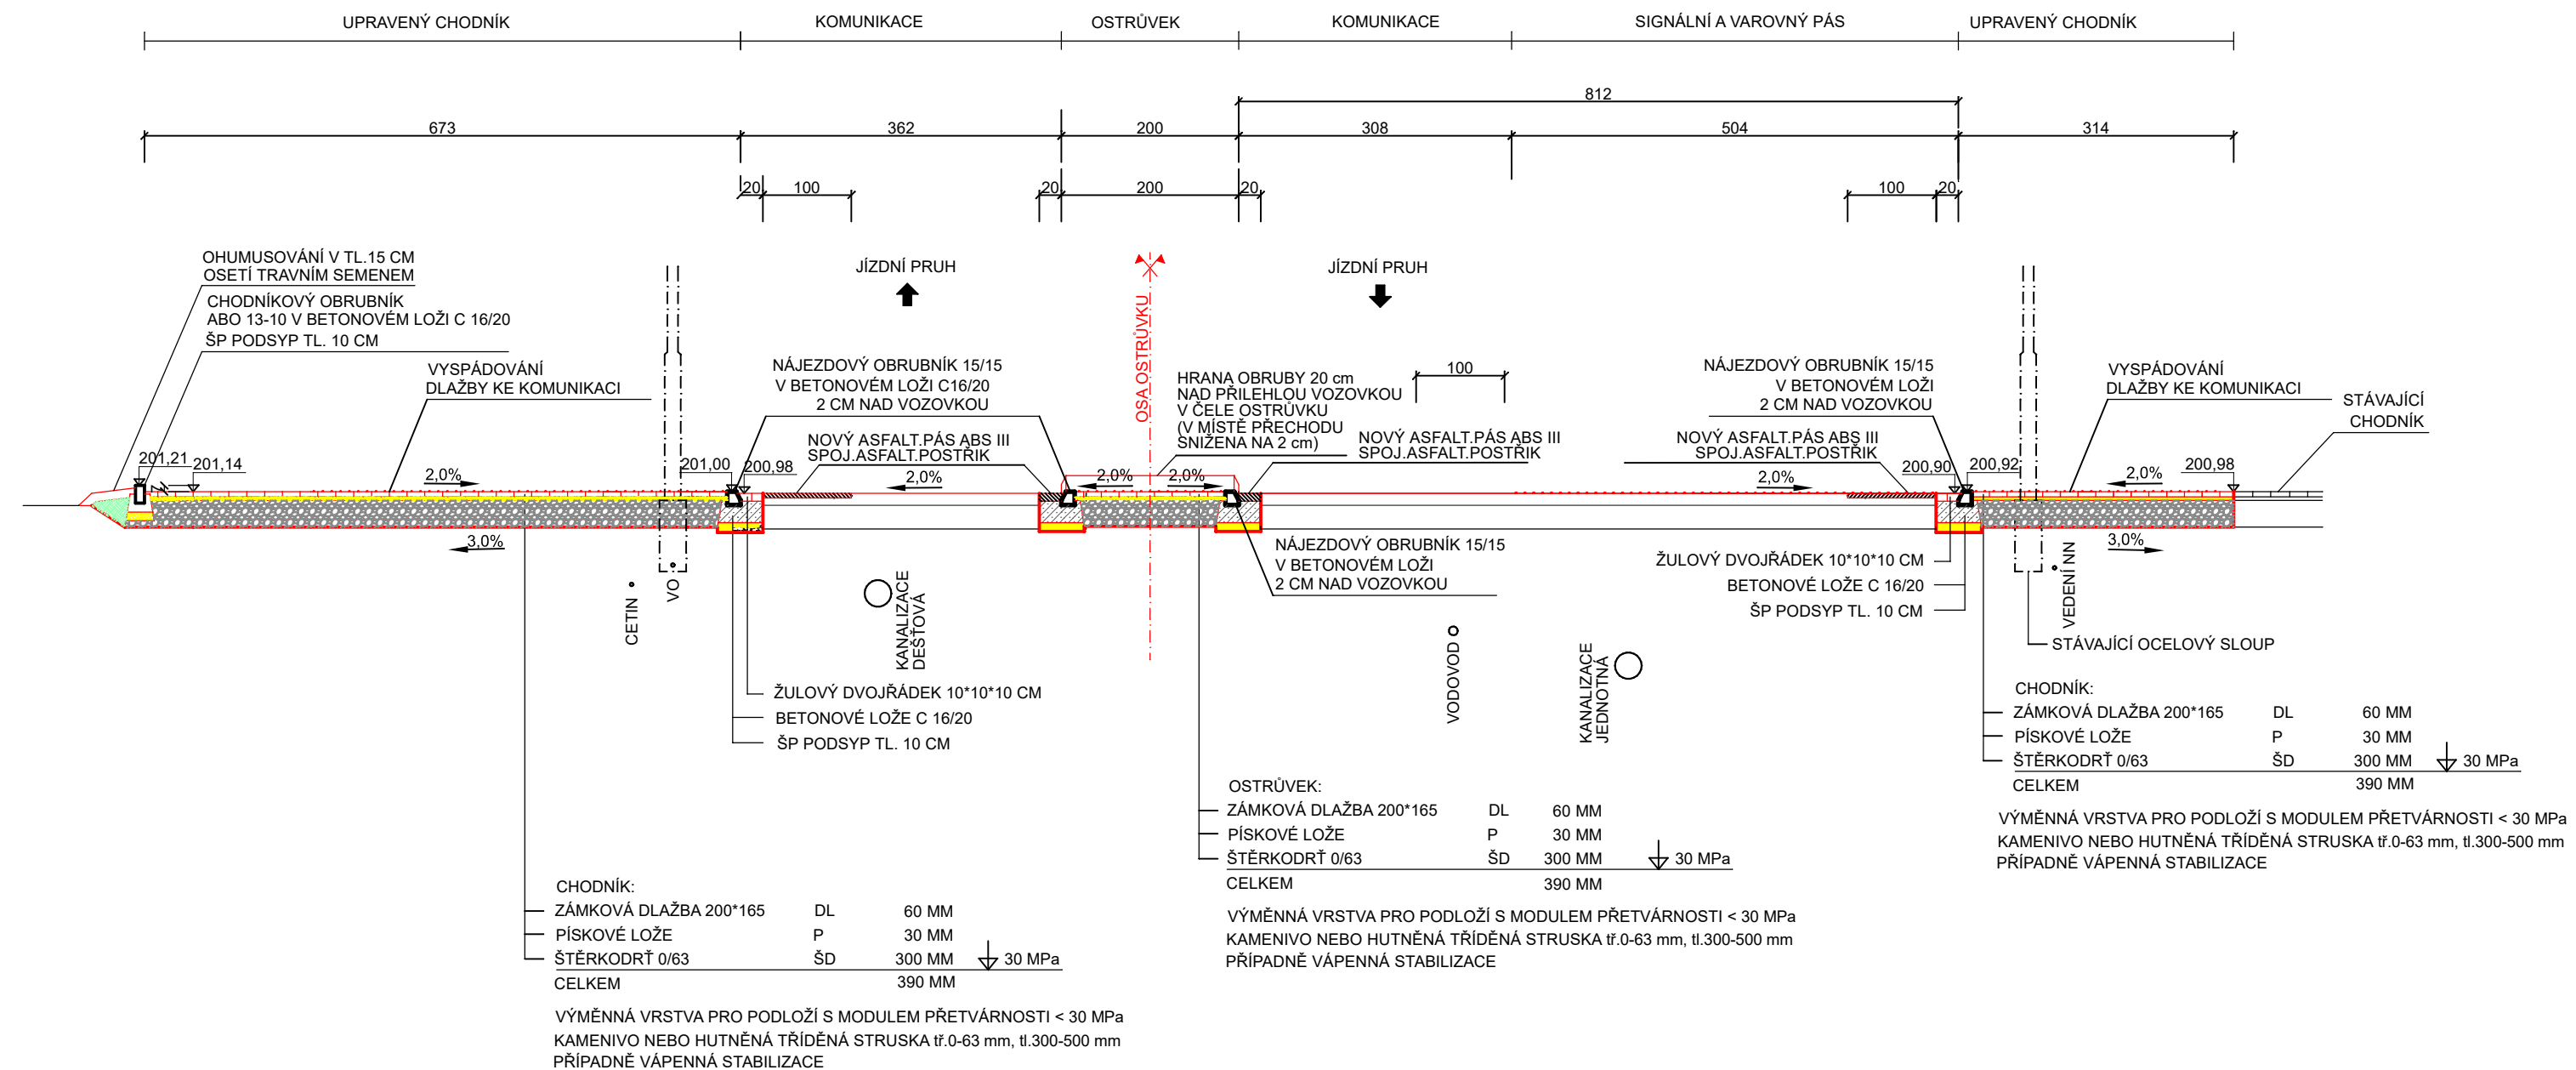 UPRAVENÝ CHODNÍK
KOMUNIKACE
OSTRŮVEK
KOMUNIKACE
SIGNÁLNÍ A VAROVNÝ PÁS
UPRAVENÝ CHODNÍK
812
673
362
200
308
504
314
20
100
20
200
20
100
20
OHUMUSOVÁNÍ V TL.15 CM
OSETÍ TRAVNÍM SEMENEM
CHODNÍKOVÝ OBRUBNÍK
ABO 13-10 V BETONOVÉM LOŽI C 16/20
ŠP PODSYP TL. 10 CM
VYSPÁDOVÁNÍ
DLAŽBY KE KOMUNIKACI
JÍZDNÍ PRUH
NÁJEZDOVÝ OBRUBNÍK 15/15
V BETONOVÉM LOŽI C16/20
2 CM NAD VOZOVKOU
NOVÝ ASFALT.PÁS ABS III
SPOJ.ASFALT.POSTŘIK
OSA OSTRŮVKU
HRANA OBRUBY 20 cm
NAD PŘILEHLOU VOZOVKOU
V ČELE OSTRŮVKU
(V MÍSTĚ PŘECHODU
SNÍŽENA NA 2 cm)
JÍZDNÍ PRUH
100
NOVÝ ASFALT.PÁS ABS III
SPOJ.ASFALT.POSTŘIK
NÁJEZDOVÝ OBRUBNÍK 15/15
V BETONOVÉM LOŽI
2 CM NAD VOZOVKOU
NOVÝ ASFALT.PÁS ABS III
SPOJ.ASFALT.POSTŘIK
VYSPÁDOVÁNÍ
DLAŽBY KE KOMUNIKACI
STÁVAJÍCÍ
CHODNÍK
201,21
201,14
2,0%
201,00
200,98
2,0%
2,0%
2,0%
2,0%
200,90
200,92
2,0%
200,98
3,0%
3,0%
CETIN
VO
KANALIZACE
DEŠŤOVÁ
NÁJEZDOVÝ OBRUBNÍK 15/15
V BETONOVÉM LOŽI
2 CM NAD VOZOVKOU
VODOVOD
KANALIZACE
JEDNOTNÁ
ŽULOVÝ DVOJŘÁDEK 10*10*10 CM
BETONOVÉ LOŽE C 16/20
ŠP PODSYP TL. 10 CM
VEDENÍ NN
STÁVAJÍCÍ OCELOVÝ SLOUP
ŽULOVÝ DVOJŘÁDEK 10*10*10 CM
BETONOVÉ LOŽE C 16/20
ŠP PODSYP TL. 10 CM
CHODNÍK:
ZÁMKOVÁ DLAŽBA 200*165 DL 60 MM
PÍSKOVÉ LOŽE P 30 MM
ŠTĚRKODRŤ 0/63 ŠD 300 MM 30 MPa
CELKEM 390 MM
VÝMĚNNÁ VRSTVA PRO PODLOŽÍ S MODULEM PŘETVÁRNOSTI < 30 MPa
KAMENIVO NEBO HUTNĚNÁ TŘÍDĚNÁ STRUSKA tř.0-63 mm, tl.300-500 mm
PŘÍPADNĚ VÁPENNÁ STABILIZACE
OSTRŮVEK:
ZÁMKOVÁ DLAŽBA 200*165 DL 60 MM
PÍSKOVÉ LOŽE P 30 MM
ŠTĚRKODRŤ 0/63 ŠD 300 MM 30 MPa
CELKEM 390 MM
VÝMĚNNÁ VRSTVA PRO PODLOŽÍ S MODULEM PŘETVÁRNOSTI < 30 MPa
KAMENIVO NEBO HUTNĚNÁ TŘÍDĚNÁ STRUSKA tř.0-63 mm, tl.300-500 mm
PŘÍPADNĚ VÁPENNÁ STABILIZACE
CHODNÍK:
ZÁMKOVÁ DLAŽBA 200*165 DL 60 MM
PÍSKOVÉ LOŽE P 30 MM
ŠTĚRKODRŤ 0/63 ŠD 300 MM 30 MPa
CELKEM 390 MM
VÝMĚNNÁ VRSTVA PRO PODLOŽÍ S MODULEM PŘETVÁRNOSTI < 30 MPa
KAMENIVO NEBO HUTNĚNÁ TŘÍDĚNÁ STRUSKA tř.0-63 mm, tl.300-500 mm
PŘÍPADNĚ VÁPENNÁ STABILIZACE